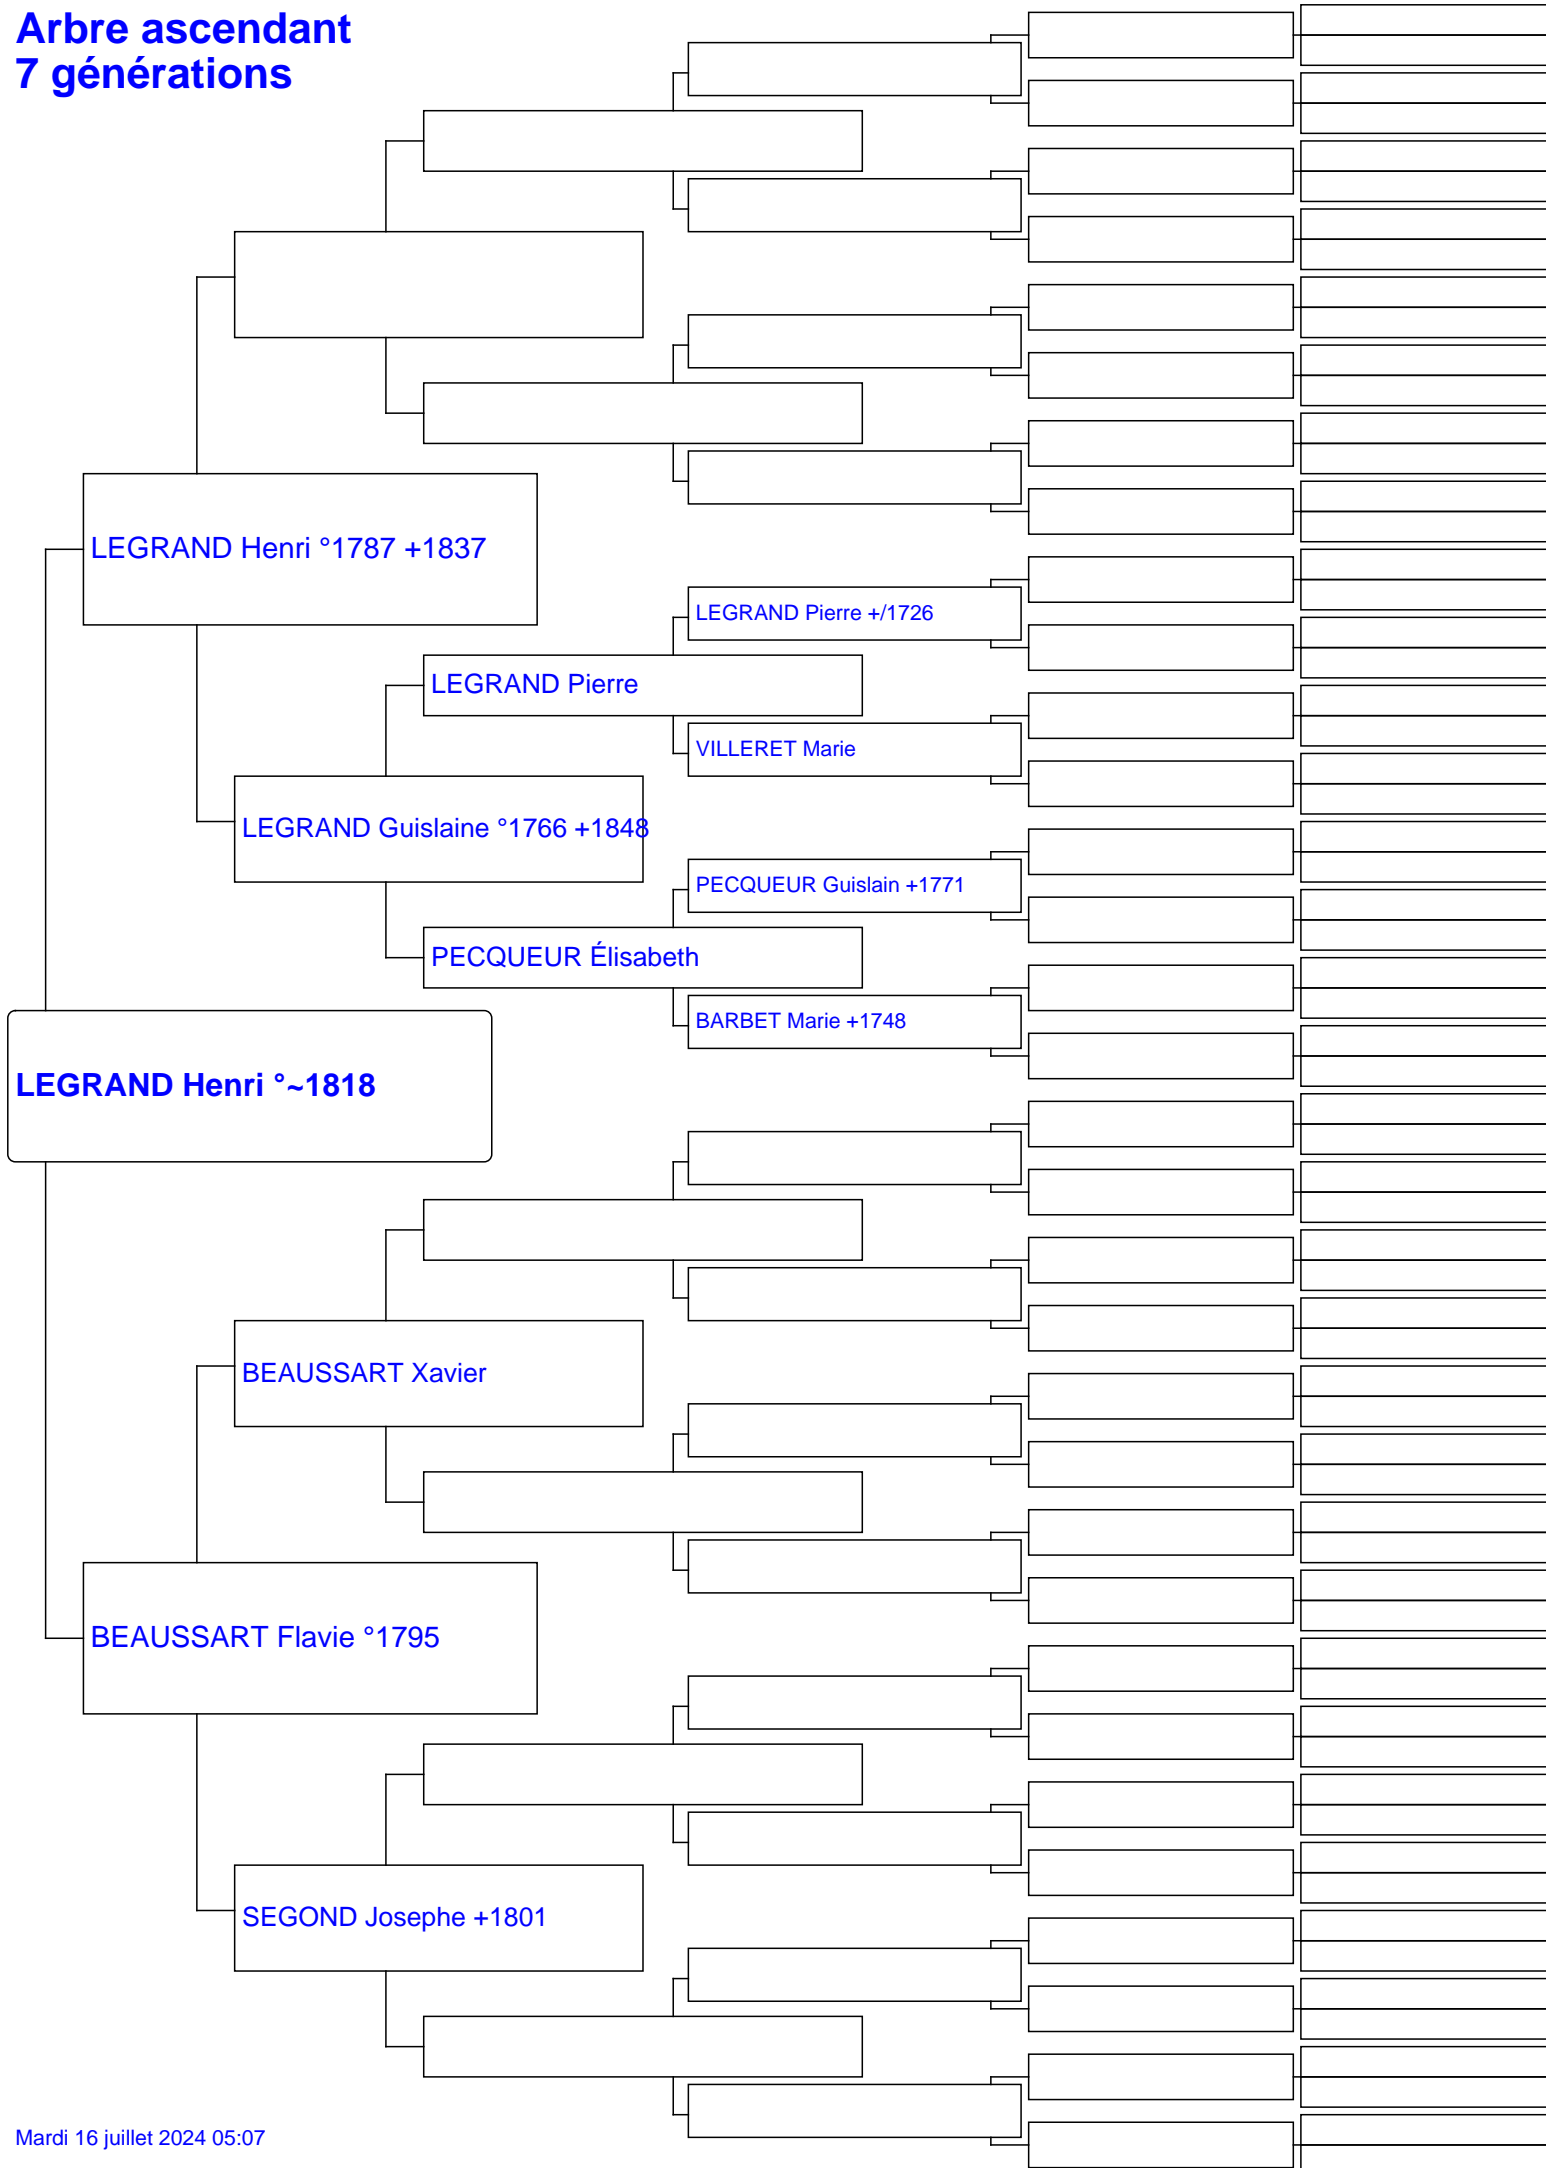 Arbre ascendant
7 générations
LEGRAND Henri °1787 +1837
LEGRAND Pierre +/1726
LEGRAND Pierre
VILLERET Marie
LEGRAND Guislaine °1766 +1848
PECQUEUR Guislain +1771
PECQUEUR Élisabeth
BARBET Marie +1748
LEGRAND Henri °~1818
BEAUSSART Xavier
BEAUSSART Flavie °1795
SEGOND Josephe +1801
Mardi 16 juillet 2024 05:07